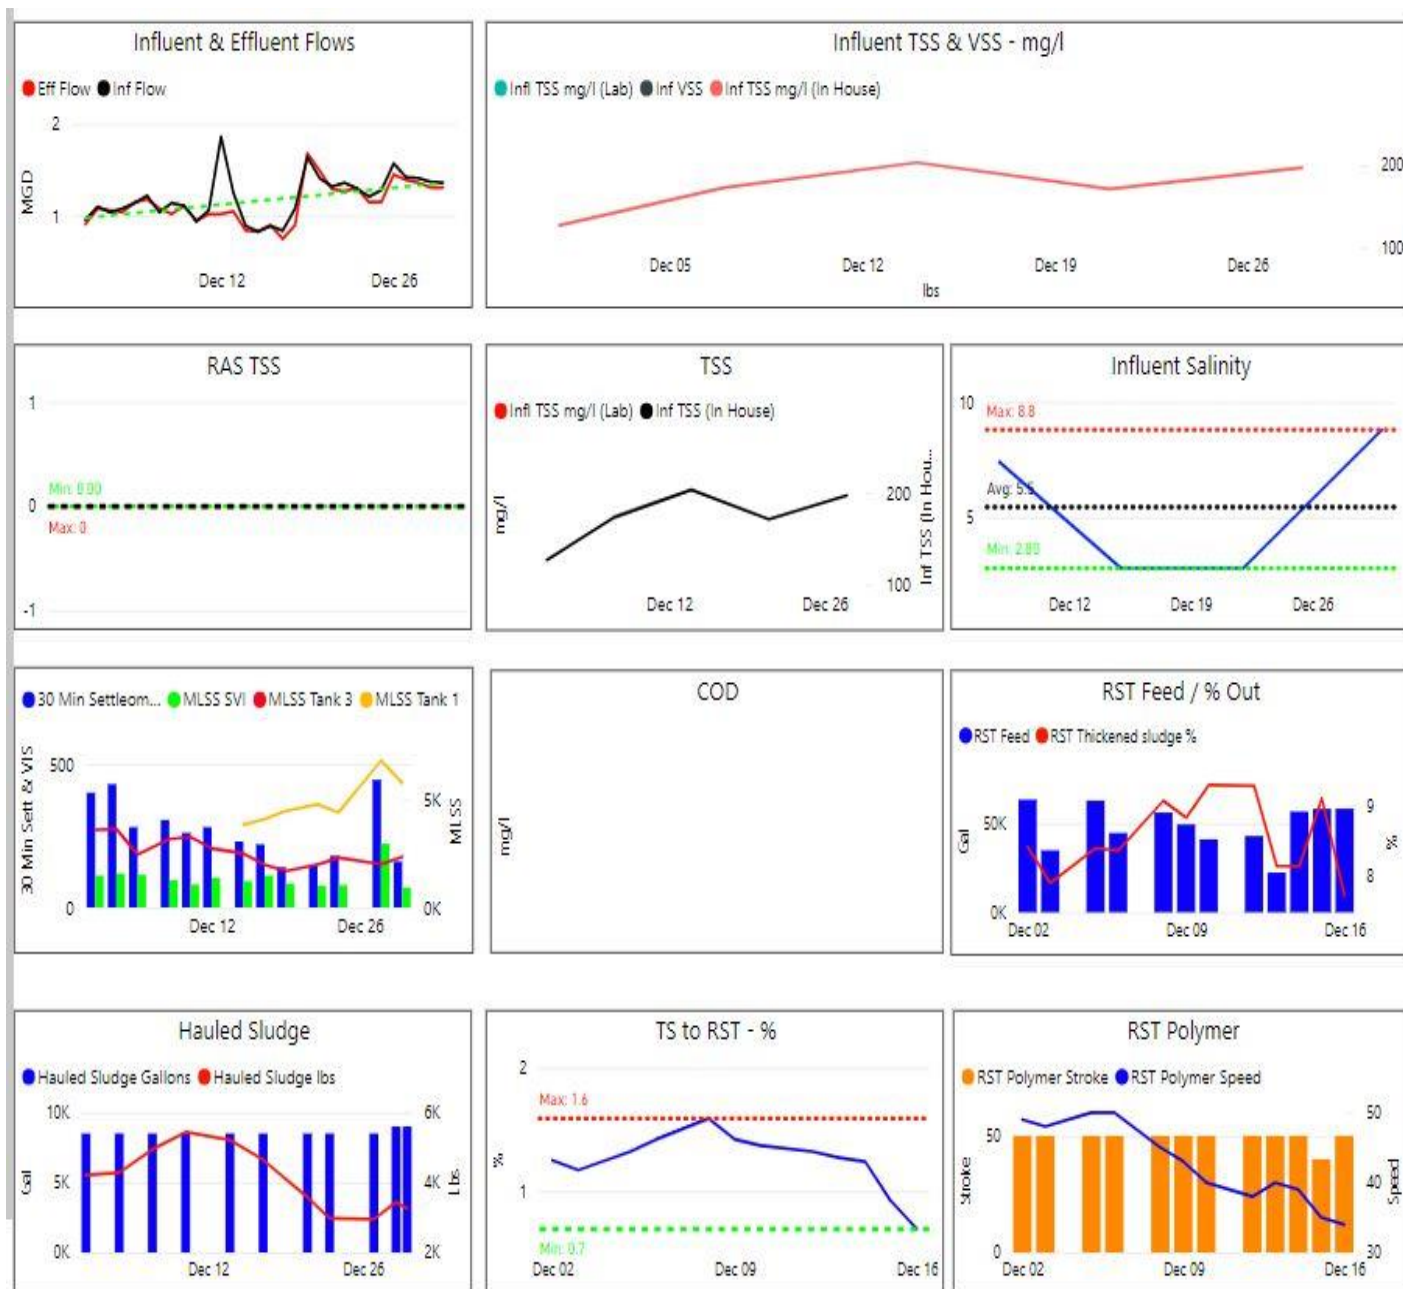 Influent & Effluent Flows
Eff Flow Inf Flow
2
1
MGD
Dec 12 Dec 26
Influent TSS & VSS - mg/l
Infl TSS mg/l (Lab) Inf VSS Inf TSS mg/l (In House)
200
100
Dec 05 Dec 12 Dec 19 Dec 26
lbs
RAS TSS
1
Min: 0.00
0
Max: 0
-1
TSS
Infl TSS mg/l (Lab) Inf TSS (In House)
mg/l
200
100
Inf TSS (In Hou...
Dec 12 Dec 26
Influent Salinity
10
Max: 8.8
Avg: 5.5
5
Min: 2.80
Dec 12 Dec 19 Dec 26
30 Min Settleom... MLSS SVI MLSS Tank 3 MLSS Tank 1
30 Min Sett & VIS
500
0
5K
0K
MLSS
Dec 12 Dec 26
COD
mg/l
RST Feed / % Out
RST Feed RST Thickened sludge %
Gal
50K
0K
9
8
%
Dec 02 Dec 09 Dec 16
Hauled Sludge
Hauled Sludge Gallons Hauled Sludge lbs
Gal
10K
5K
0K
6K
4K
2K
Lbs
Dec 12 Dec 26
TS to RST - %
2
Max: 1.6
%
1
Min: 0.7
Dec 02 Dec 09 Dec 16
RST Polymer
RST Polymer Stroke RST Polymer Speed
Stroke
50
0
50
40
30
Speed
Dec 02 Dec 09 Dec 16